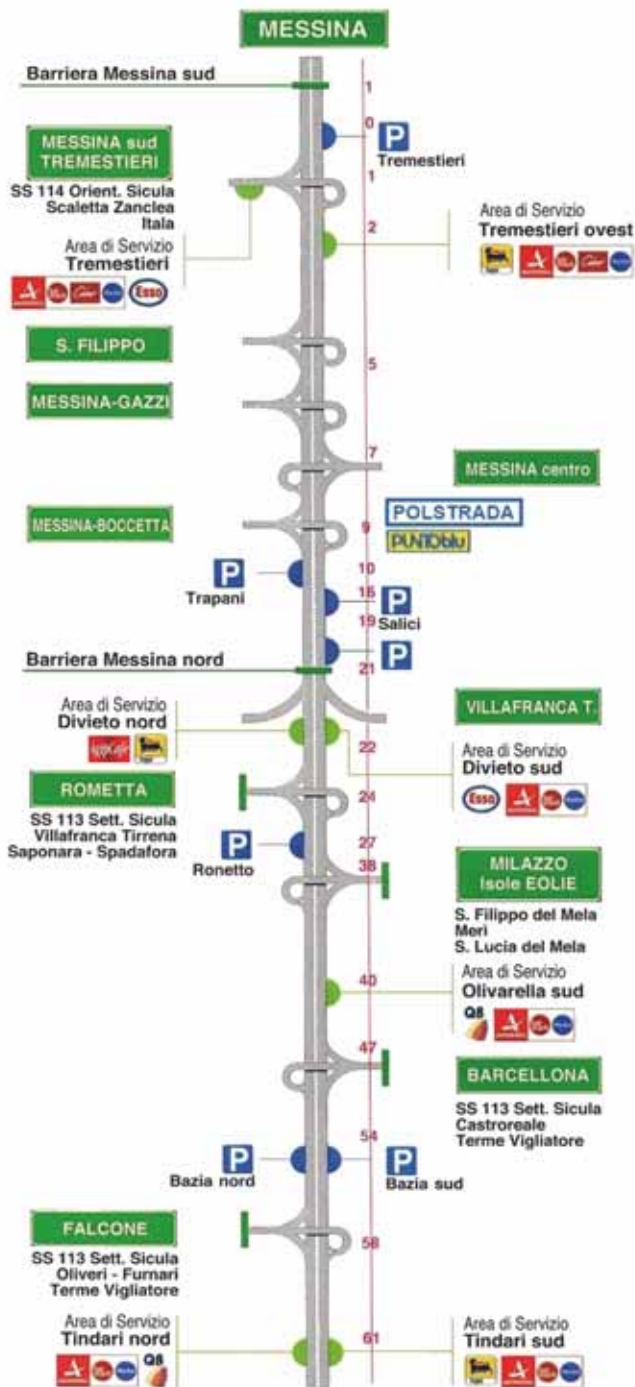 MESSINA
Barriera Messina sud
1
0
P
Tremestieri
MESSINA sud
TREMESTIERI
1
SS 114 Orient. Sicula
Scaletta Zanclea
Itala
2
Area di Servizio
Tremestieri ovest
Area di Servizio
Tremestieri
Esso
S. FILIPPO
5
MESSINA-GAZZI
7
MESSINA centro
MESSINA-BOCCETTA
9
POLSTRADA
PUNTOblu
P
Trapani
10
15
P
Salici
19
P
Barriera Messina nord
21
Area di Servizio
Divieto nord
VILLAFRANCA T.
22
Area di Servizio
Divieto sud
Esso
ROMETTA
24
SS 113 Sett. Sicula
Villafranca Tirrena
Saponara - Spadafora
P
Ronetto
27
38
MILAZZO
Isole EOLIE
S. Filippo del Mela
Meri
S. Lucia del Mela
40
Area di Servizio
Olivarella sud
Q8
47
BARCELLONA
SS 113 Sett. Sicula
Castroreale
Terme Vigliatore
54
P
Bazia nord
P
Bazia sud
FALCONE
58
SS 113 Sett. Sicula
Oliveri - Furnari
Terme Vigliatore
Area di Servizio
Tindari nord
Q8
61
Area di Servizio
Tindari sud